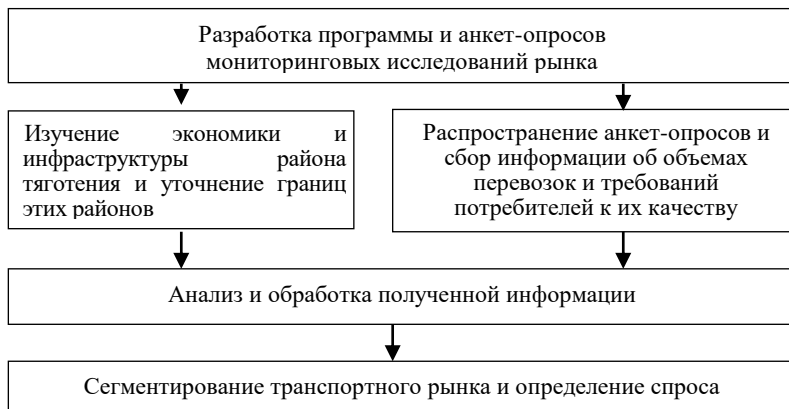 Разработка программы и анкет-опросов
мониторинговых исследований рынка
Изучение экономики и
инфраструктуры района
тяготения и уточнение границ
этих районов
Распространение анкет-опросов и
сбор информации об объемах
перевозок и требований
потребителей к их качеству
Анализ и обработка полученной информации
Сегментирование транспортного рынка и определение спроса